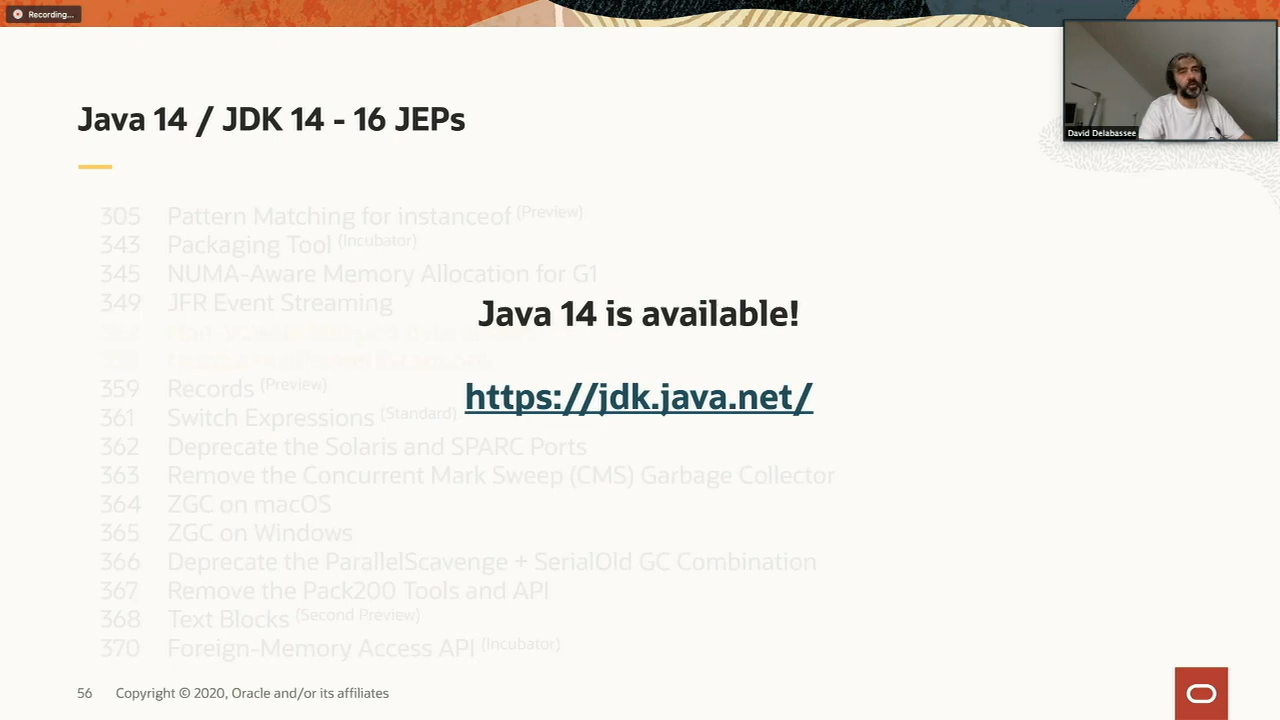 Recording...
David Delabassee
Java 14 / JDK 14 - 16 JEPs
305 Pattern Matching for instanceof (Preview)
343 Packaging Tool (Incubator)
345 NUMA-Aware Memory Allocation for G1
349 JFR Event Streaming
Java 14 is available!
359 Records (Preview)
https://jdk.java.net/
361 Switch Expressions (Standard)
362 Deprecate the Solaris and SPARC Ports
363 Remove the Concurrent Mark Sweep (CMS) Garbage Collector
364 ZGC on macOS
365 ZGC on Windows
366 Deprecate the ParallelScavenge + SerialOld GC Combination
367 Remove the Pack200 Tools and API
368 Text Blocks (Second Preview)
370 Foreign-Memory Access API (Incubator)
56 Copyright © 2020, Oracle and/or its affiliates